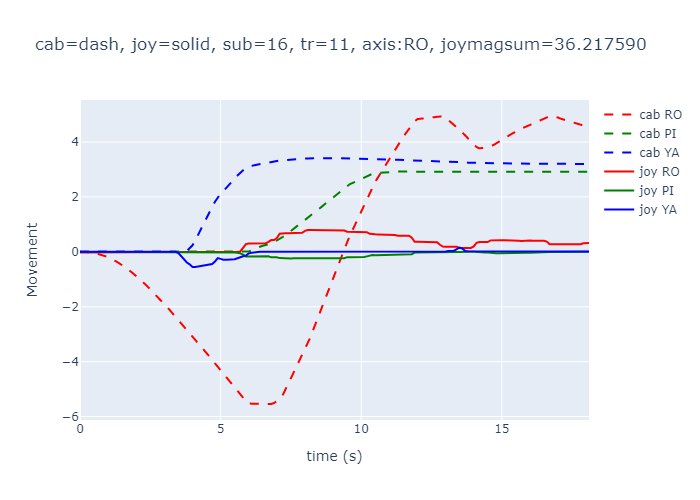 cab=dash, joy=solid, sub=16, tr=11, axis:RO, joymagsum=36.217590
cab RO
cab PI
cab YA
joy RO
joy PI
joy YA
Movement
4
2
0
−2
−4
−6
0
5
10
15
time (s)